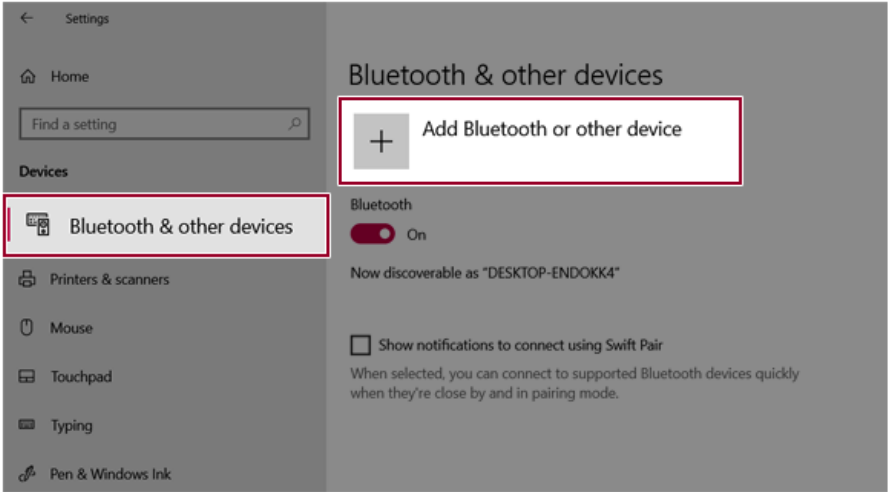 Settings
Home
Find a setting
Devices
Bluetooth & other devices
Printers & scanners
Mouse
Touchpad
Typing
Pen & Windows Ink
Bluetooth & other devices
Add Bluetooth or other device
Bluetooth
On
Now discoverable as “DESKTOP-ENDOKK4”
Show notifications to connect using Swift Pair
When selected, you can connect to supported Bluetooth devices quickly
when they're close by and in pairing mode.